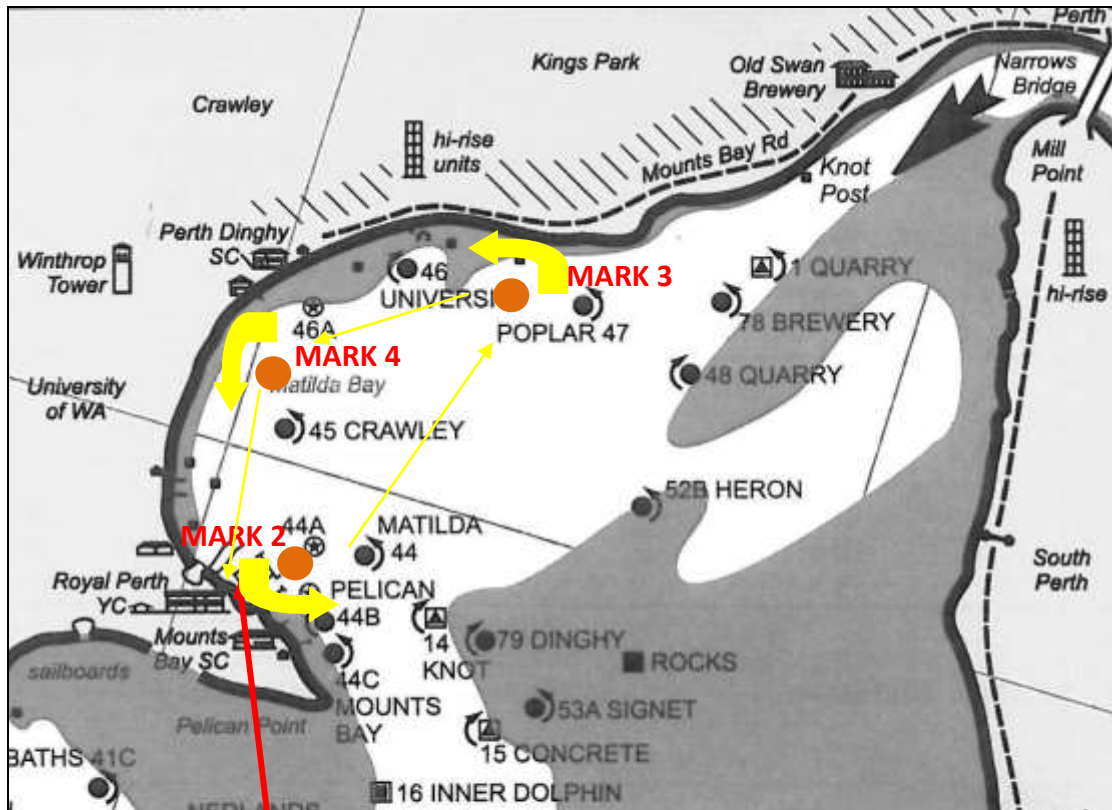 Perth
Narrows
Bridge
Kings Park
Old Swan
Brewery
Crawley
hi-rise
units
Mounts Bay Rd
Mill
Point
Knot
Post
Perth Dinghy
SC
Winthrop
Tower
46
UNIVERSI
MARK 3
1 QUARRY
hi-rise
46A
POPLAR 47
78 BREWERY
MARK 4
Matilda Bay
48 QUARRY
University
of WA
45 CRAWLEY
52B HERON
44A
MATILDA
44
MARK 2
South
Perth
Royal Perth
YC
PELICAN
44B
14
KNOT
79 DINGHY
ROCKS
Mounts
Bay SC
sailboards
44C
MOUNTS
BAY
53A SIGNET
Pelican Point
15 CONCRETE
BATHS 41C
16 INNER DOLPHIN